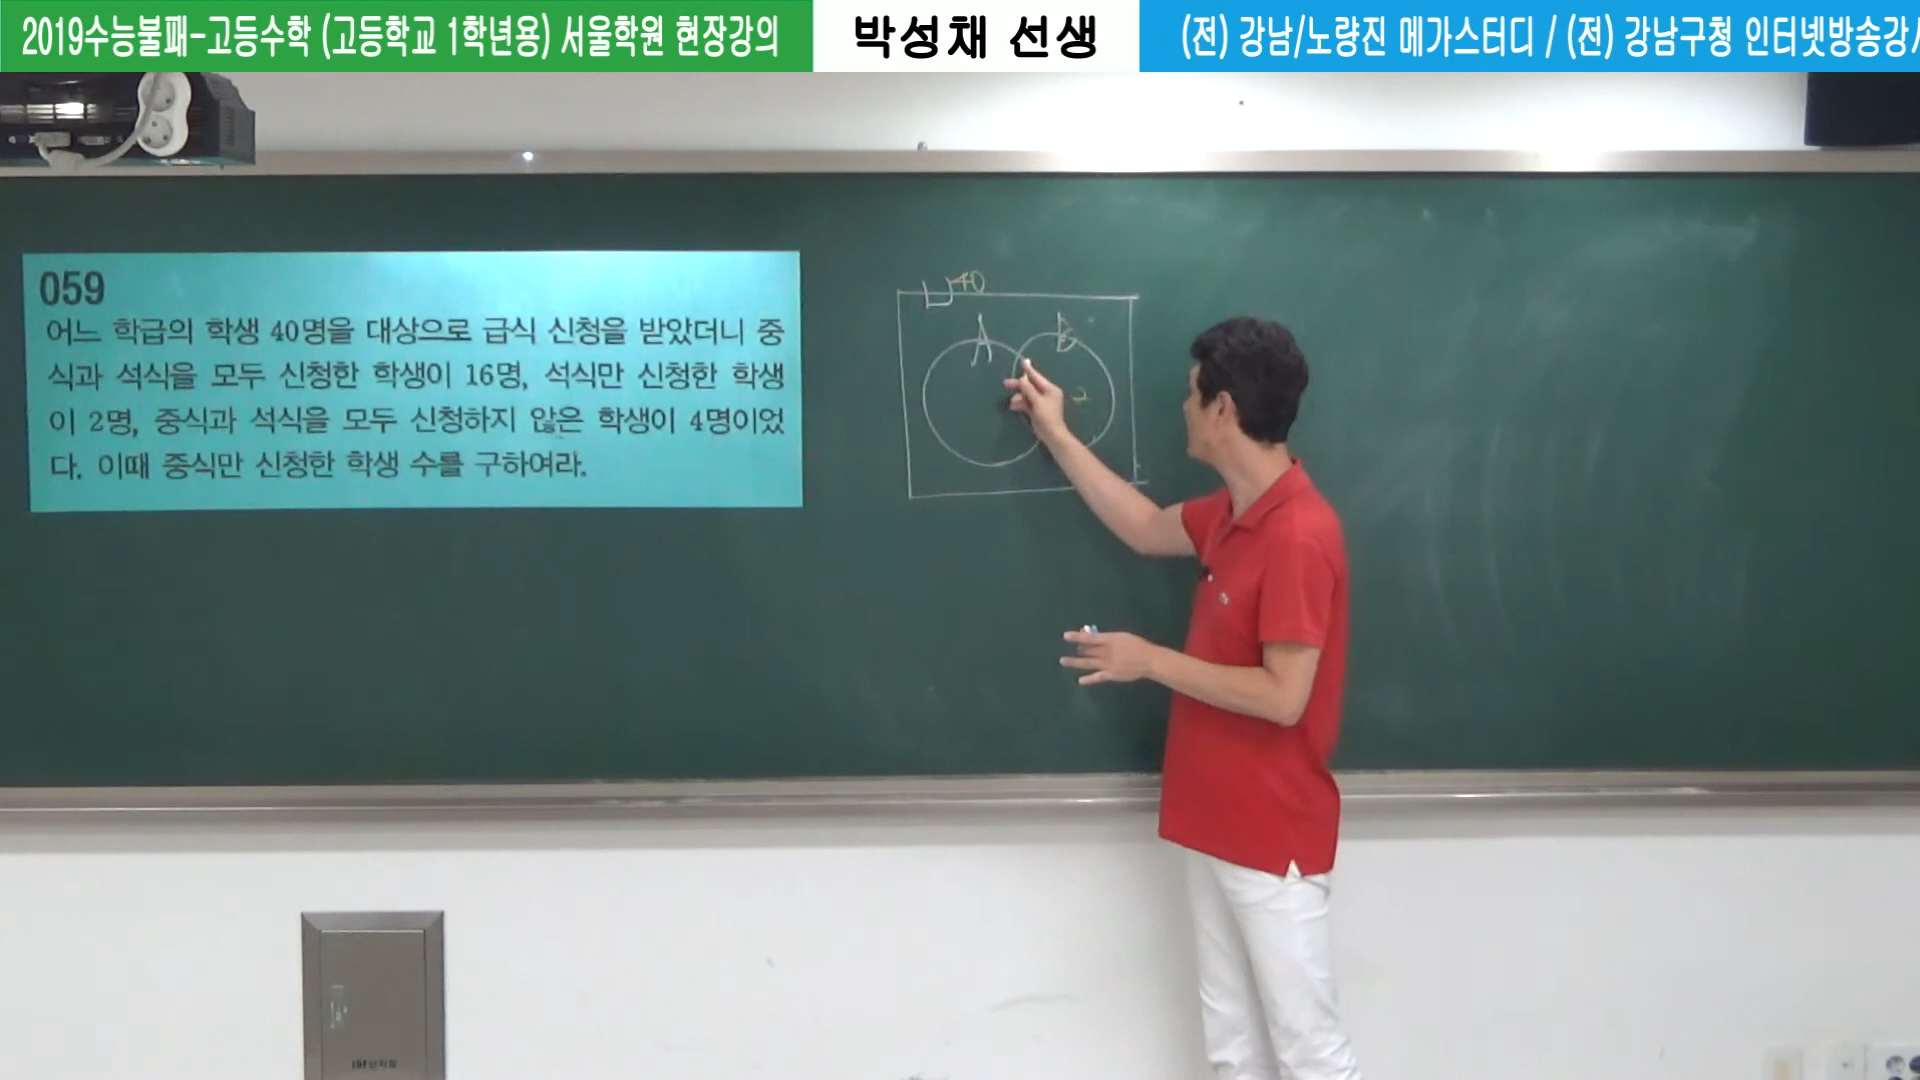 2019수능불패-고등수학 (고등학교 1학년용) 서울학원 현장강의
박성채 선생
(전) 강남/노량진 메가스터디 / (전) 강남구청 인터넷방송강사
059
어느 학급의 학생 40명을 대상으로 급식 신청을 받았더니 중
식과 석식을 모두 신청한 학생이 16명, 석식만 신청한 학생
이 2명, 중식과 석식을 모두 신청하지 않은 학생이 4명이었
다. 이때 중식만 신청한 학생 수를 구하여라.
U 40
A B
2